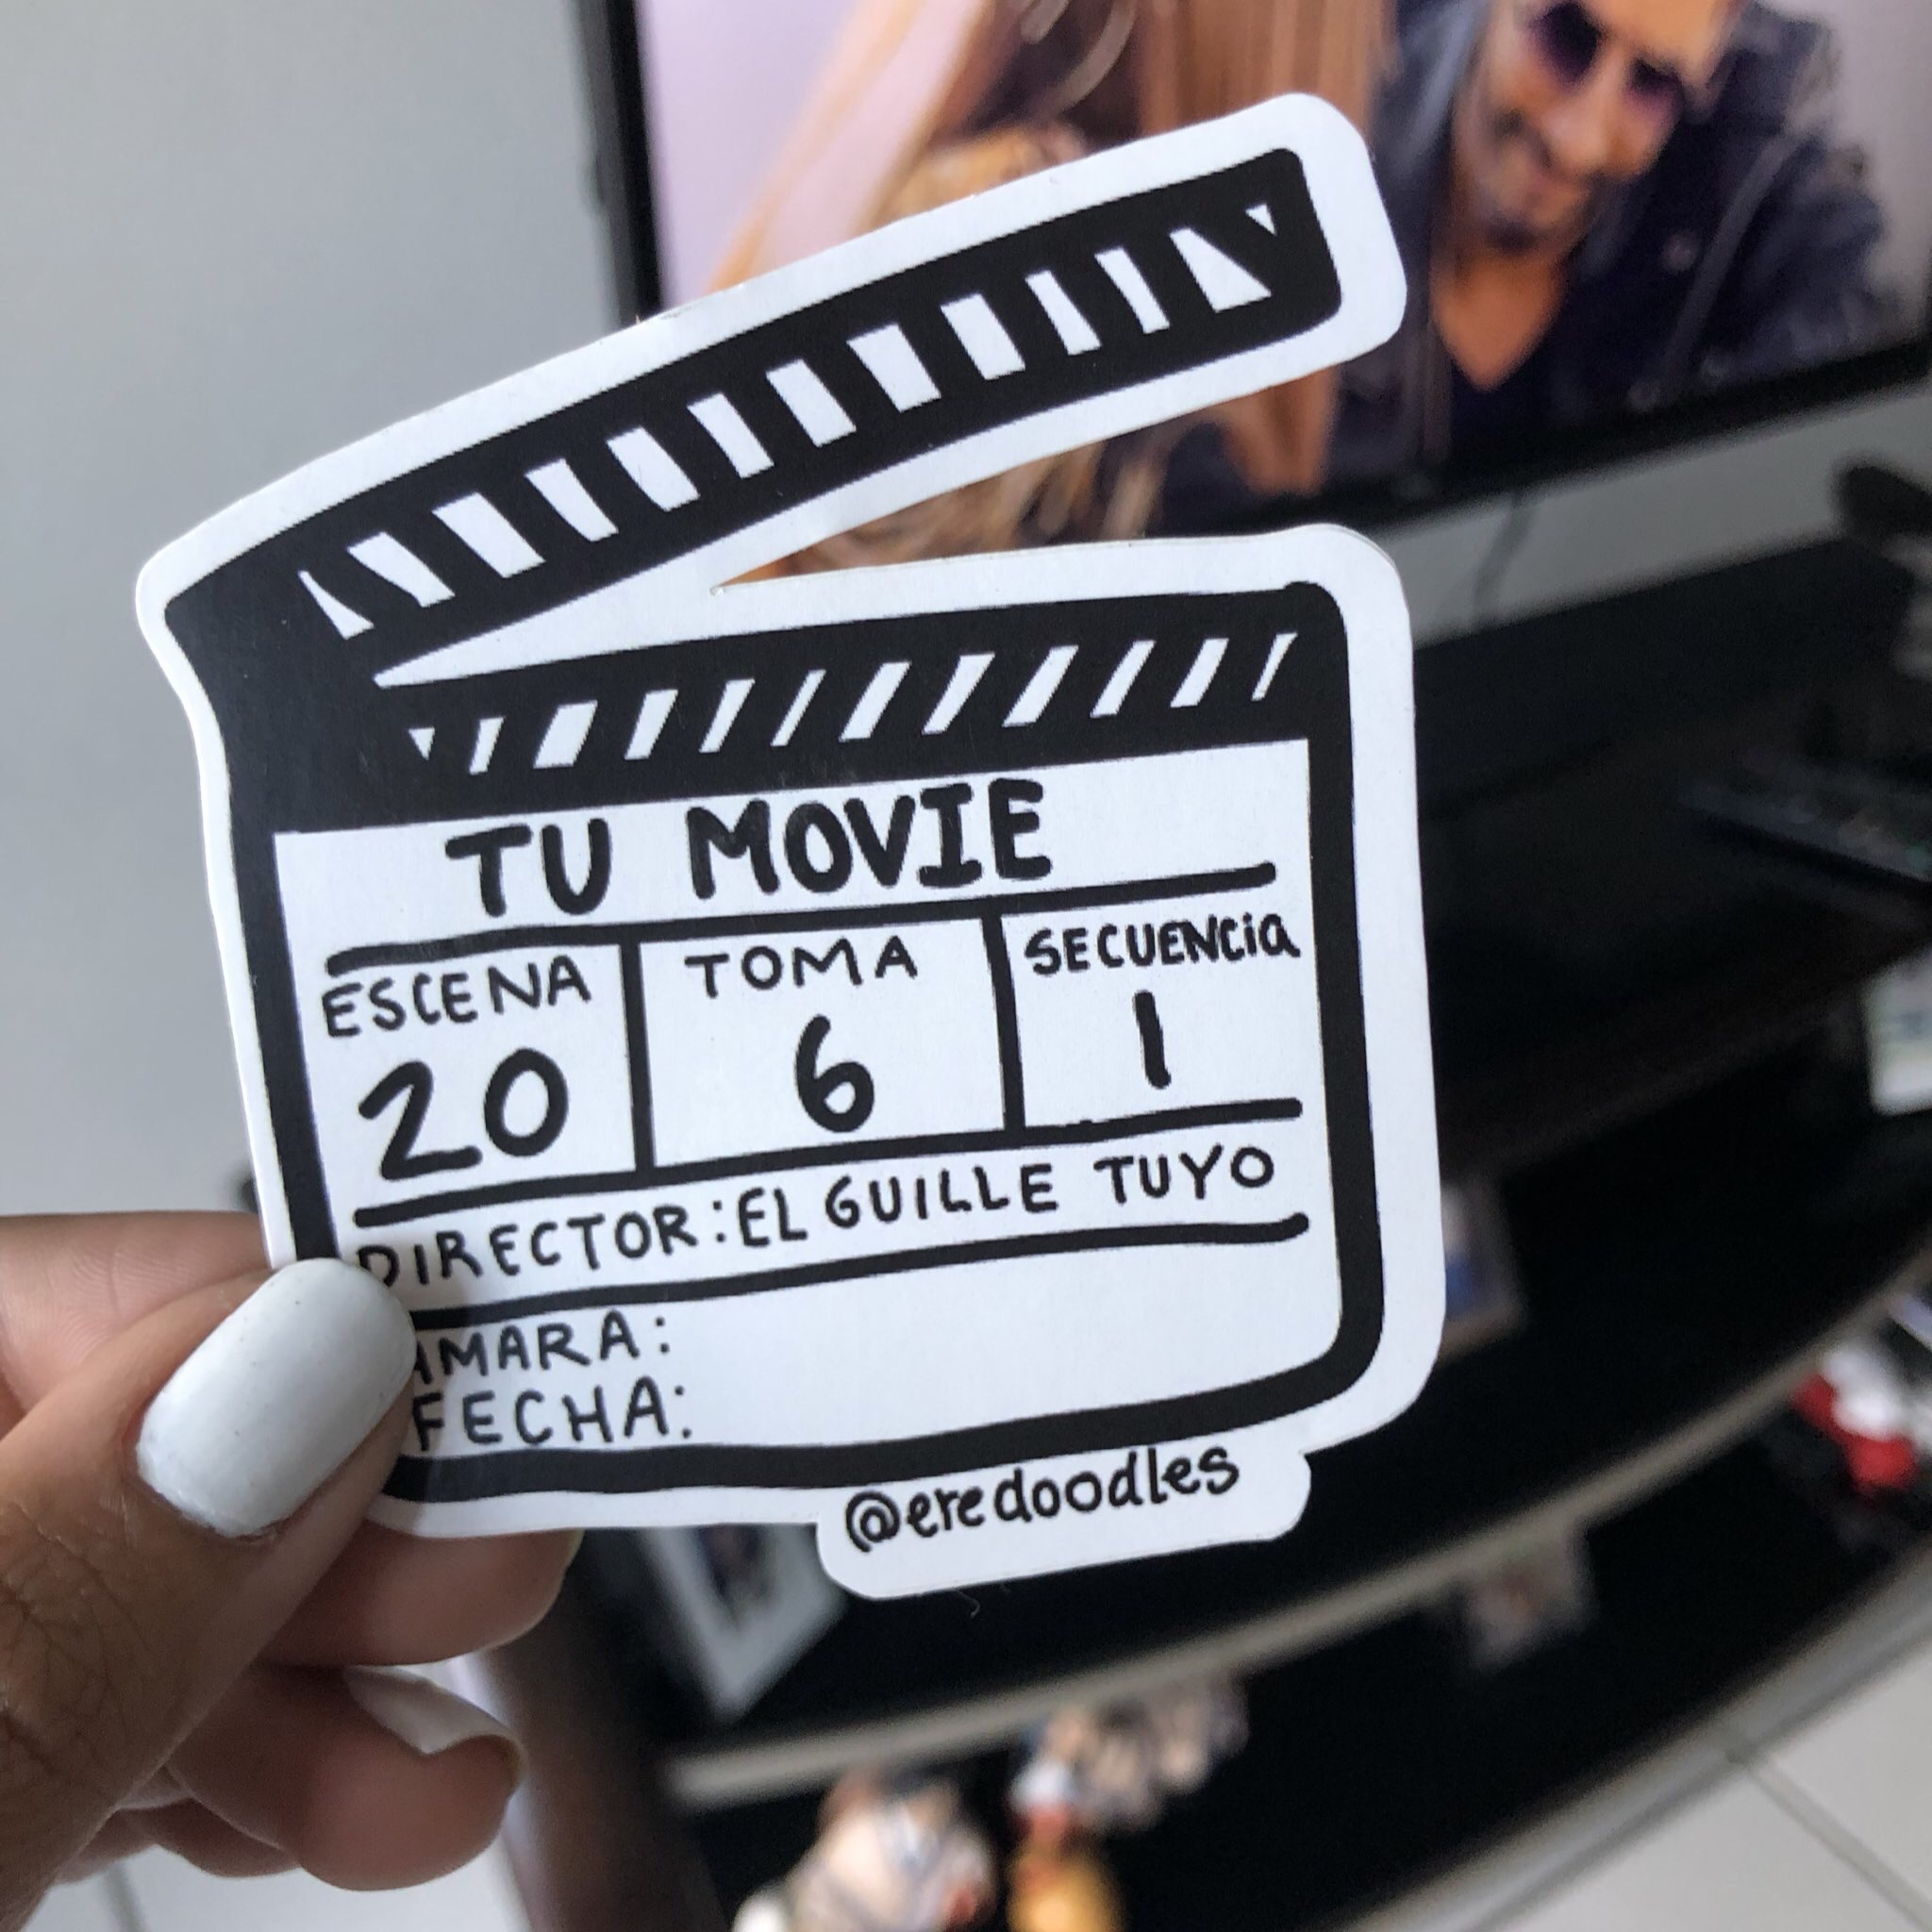 TU MOVIE
ESCENA TOMA SECUENCiA
20 6 1
DIRECTOR: EL GUILLE TUYO
AMARA:
FECHA:
@eredoodles